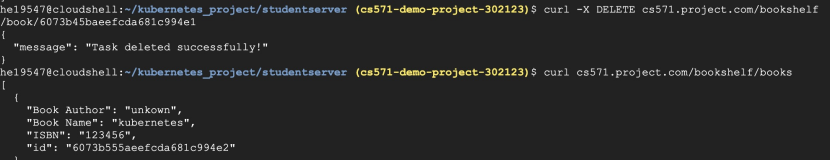 he19547@cloudshell:~/kubernetes_project/studentserver (cs571-demo-project-302123)$ curl -X DELETE cs571.project.com/bookshelf
/book/6073b45baeefcda681c994e1
{
  "message": "Task deleted successfully!"
}
he19547@cloudshell:~/kubernetes_project/studentserver (cs571-demo-project-302123)$ curl cs571.project.com/bookshelf/books
[
  {
    "Book Author": "unkown",
    "Book Name": "kubernetes",
    "ISBN": "123456",
    "id": "6073b555aeefcda681c994e2"
  }